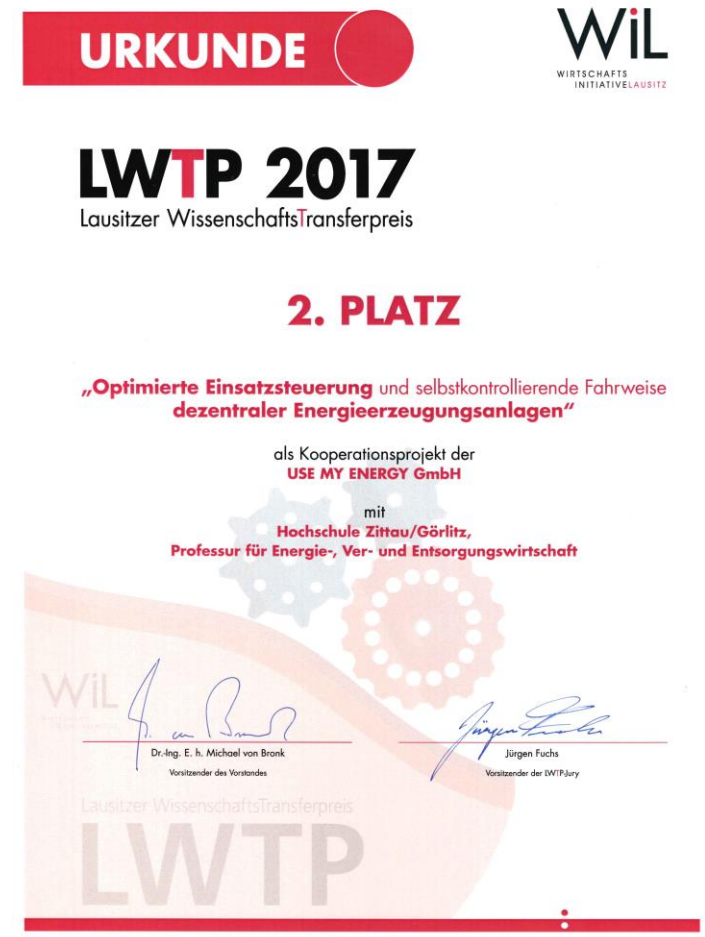 URKUNDE
WiL
WIRTSCHAFTS
INITIATIVELAUSITZ
LWTP 2017
Lausitzer WissenschaftsTransferpreis
2. PLATZ
„Optimierte Einsatzsteuerung und selbstkontrollierende Fahrweise
dezentraler Energieerzeugungsanlagen“
als Kooperationsprojekt der
USE MY ENERGY GmbH
mit
Hochschule Zittau/Görlitz,
Professur für Energie-, Ver- und Entsorgungswirtschaft
WiL
Dr.-Ing. E. h. Michael von Bronk
Vorsitzender des Vorstandes
Jürgen Fuchs
Vorsitzender der LWTP-Jury
Lausitzer WissenschaftsTransferpreis
LWTP